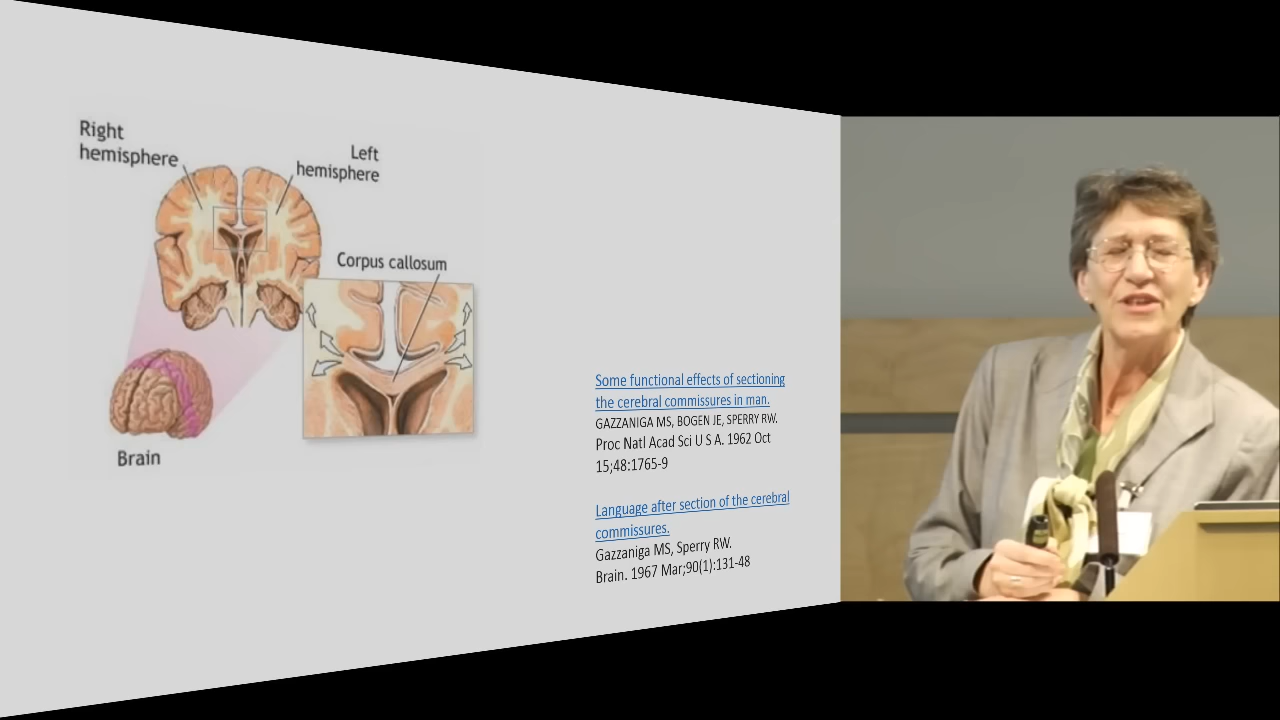 Right
hemisphere
Left
hemisphere
Corpus callosum
Brain
Some functional effects of sectioning
the cerebral commissures in man.
GAZZANIGA MS, BOGEN JE, SPERRY RW.
Proc Natl Acad Sci U S A. 1962 Oct
15;48:1765-9
Language after section of the cerebral
commissures.
Gazzaniga MS, Sperry RW.
Brain. 1967 Mar;90(1):131-48